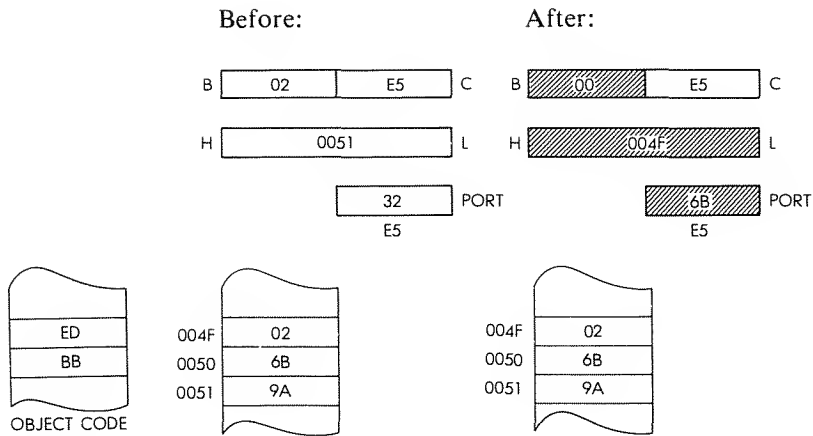 Before: After:
B 02 E5 C B 00 E5 C
H 0051 L H 004F L
32 PORT 6B PORT
E5 E5
ED 004F 02 004F 02
BB 0050 6B 0050 6B
0051 9A 0051 9A
OBJECT CODE